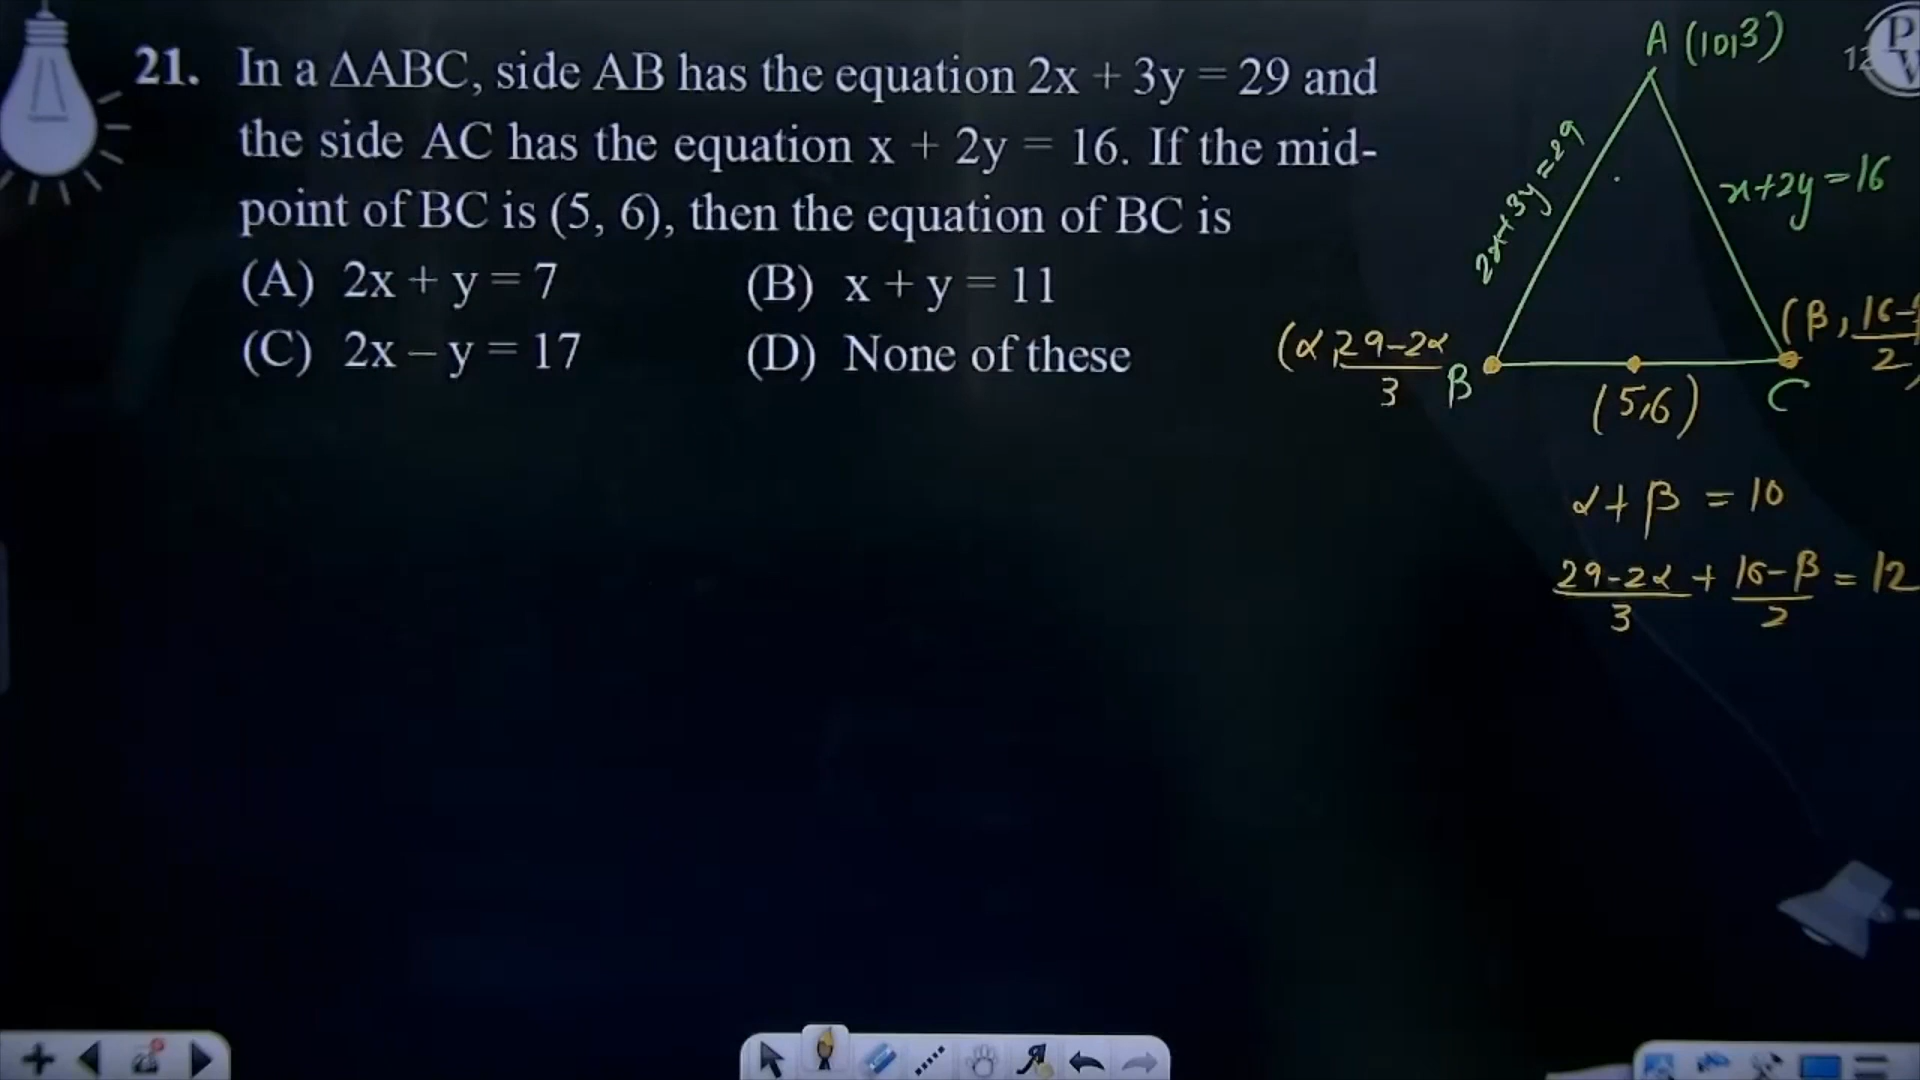 21. In a ΔABC, side AB has the equation 2x + 3y = 29 and
the side AC has the equation x + 2y = 16. If the mid-
point of BC is (5, 6), then the equation of BC is
(A) 2x + y = 7 (B) x + y = 11
(C) 2x – y = 17 (D) None of these
A (10,3)
2x+3y=29
x+2y=16
(α, 29-2α/3
B
(5,6)
C
(β, 16-
2
α+β = 10
29-2α/3 + 16-β/2 = 12
P
W